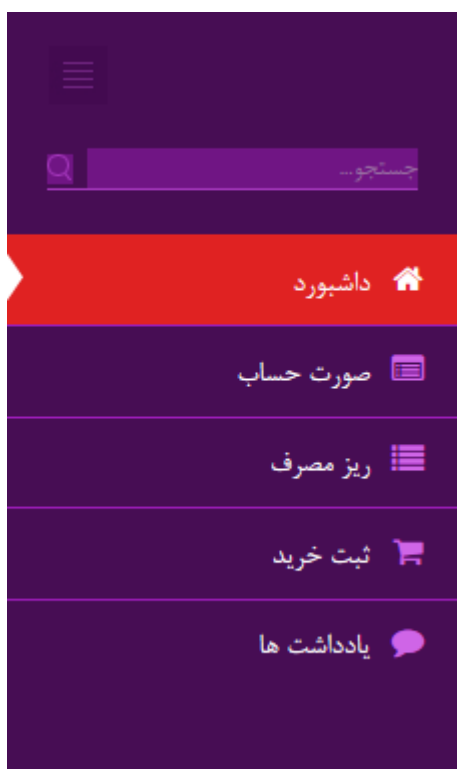 جستجو...
داشبورد
صورت حساب
ریز مصرف
ثبت خرید
یادداشت ها